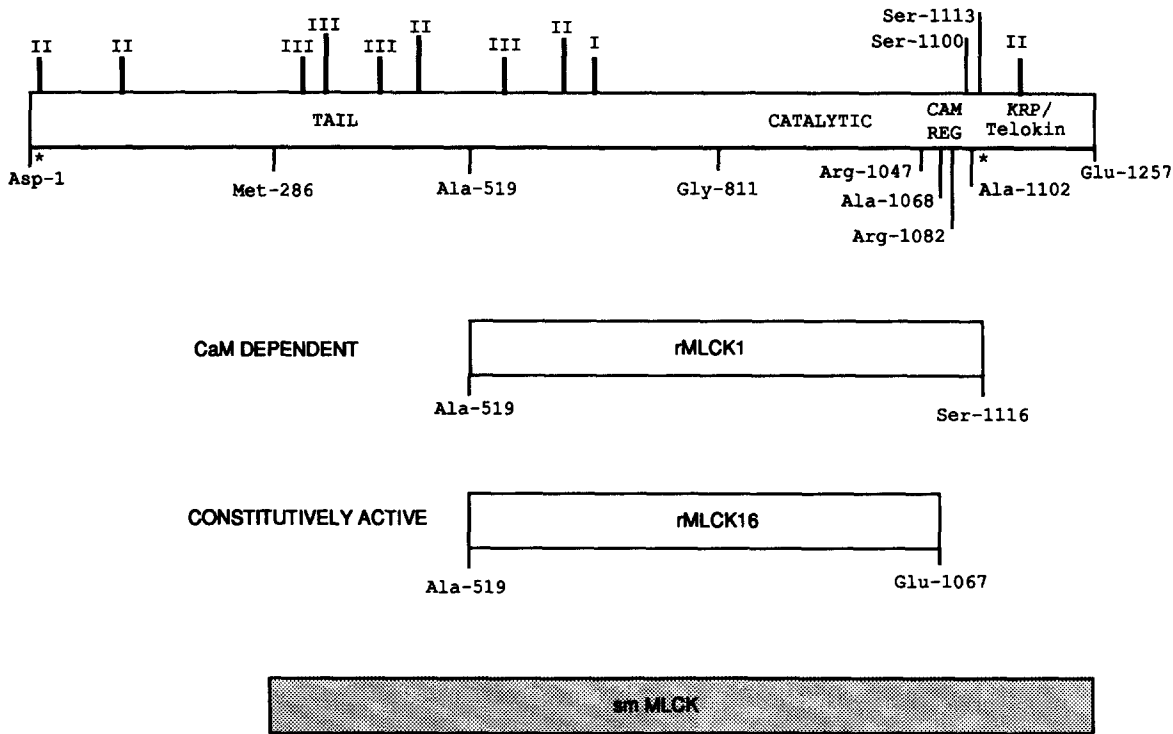 Ser-1113
III
Ser-1100
II
II
III
III
II
III
II
I
II
TAIL
CATALYTIC
CAM
REG
KRP/
Telokin
*
*
Asp-1
Met-286
Ala-519
Gly-811
Arg-1047
Ala-1068
Arg-1082
Ala-1102
Glu-1257
CaM DEPENDENT
rMLCK1
Ala-519
Ser-1116
CONSTITUTIVELY ACTIVE
rMLCK16
Ala-519
Glu-1067
sm MLCK